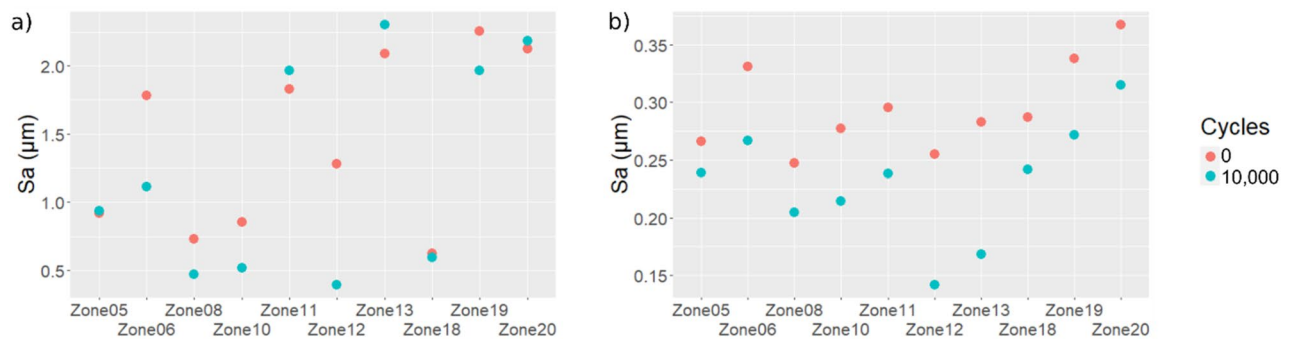 a)
Sa (µm)
2.0
1.5
1.0
0.5
Zone05 Zone08 Zone11 Zone13 Zone19
Zone06 Zone10 Zone12 Zone18 Zone20
b)
Sa (µm)
0.35
0.30
0.25
0.20
0.15
Zone05 Zone08 Zone11 Zone13 Zone19
Zone06 Zone10 Zone12 Zone18 Zone20
Cycles
0
10,000